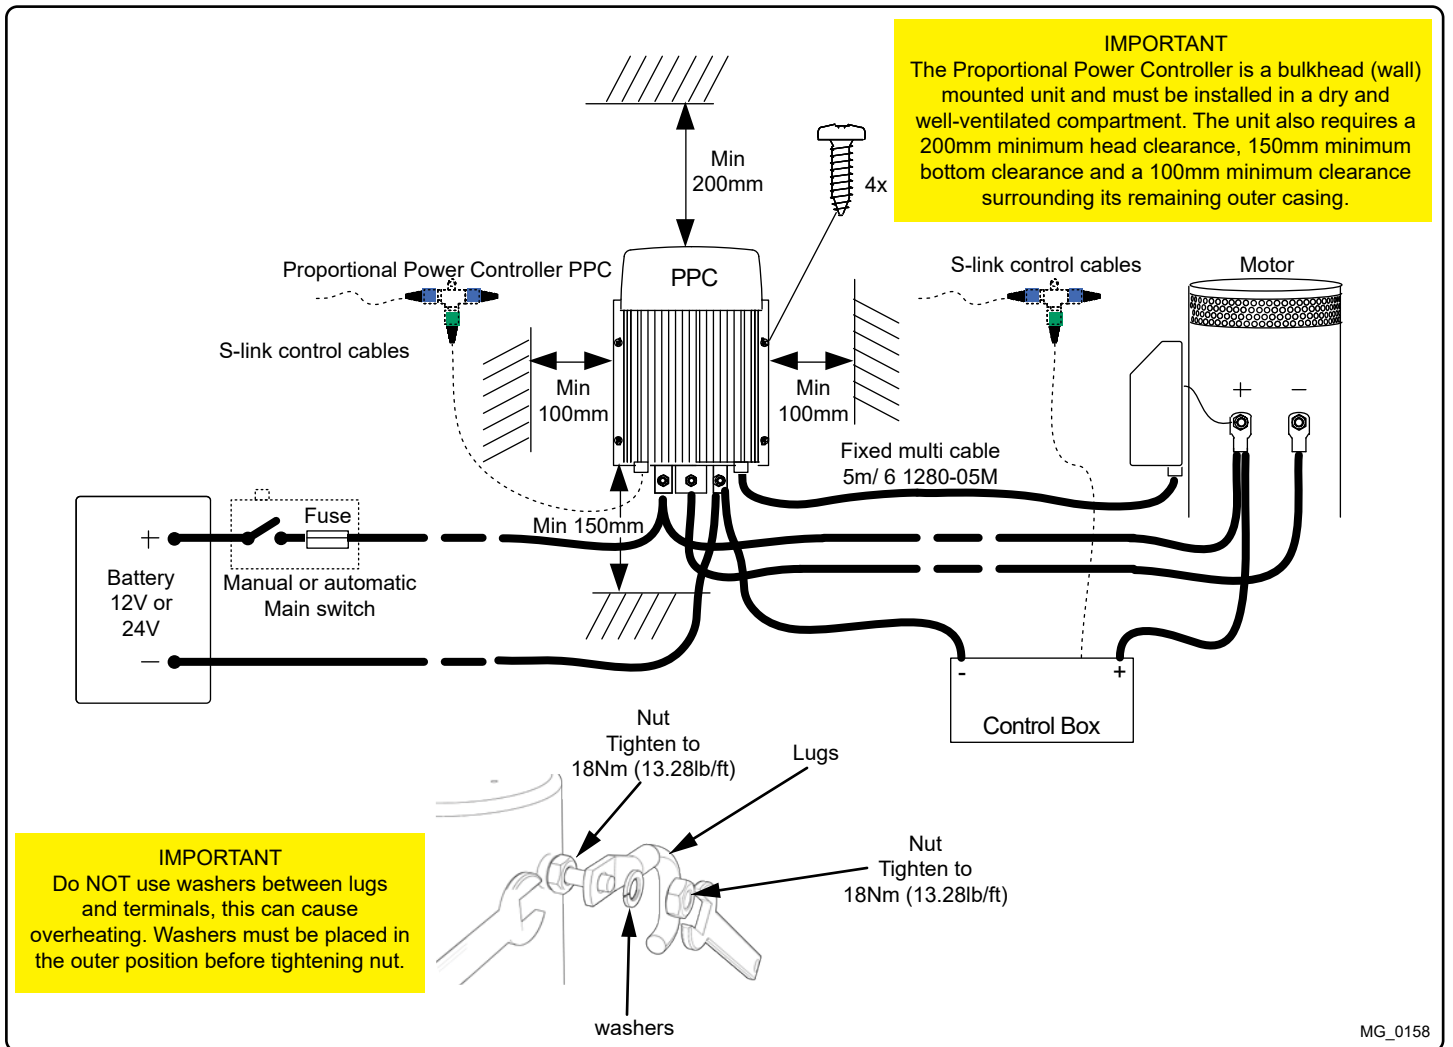 IMPORTANT
The Proportional Power Controller is a bulkhead (wall)
mounted unit and must be installed in a dry and
well-ventilated compartment. The unit also requires a
200mm minimum head clearance, 150mm minimum
bottom clearance and a 100mm minimum clearance
surrounding its remaining outer casing.
Min
200mm
4x
Proportional Power Controller PPC
PPC
S-link control cables
Motor
S-link control cables
Min
100mm
Min
100mm
+
–
Fixed multi cable
5m/ 6 1280-05M
Fuse
Min 150mm
+
Battery
12V or
24V
–
Manual or automatic
Main switch
-
+
Control Box
Nut
Tighten to
18Nm (13.28lb/ft)
Lugs
Nut
Tighten to
18Nm (13.28lb/ft)
IMPORTANT
Do NOT use washers between lugs
and terminals, this can cause
overheating. Washers must be placed in
the outer position before tightening nut.
washers
MG_0158